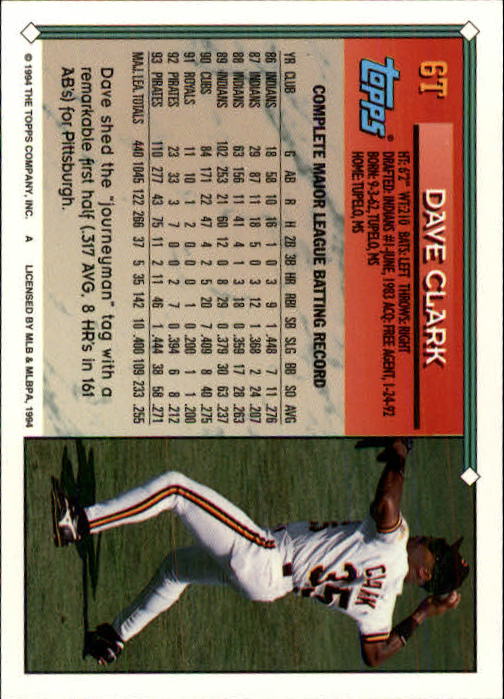 6T
DAVE CLARK
topps®
HT: 6'2" WT: 210 BATS: LEFT THROWS: RIGHT
DRAFTED: INDIANS #1-JUNE, 1983 ACQ: FREE AGENT, 1-24-92
BORN: 9-3-62, TUPELO, MS
HOME: TUPELO, MS
COMPLETE MAJOR LEAGUE BATTING RECORD
YR CLUB G AB R H 2B 3B HR RBI SB SLG BB SO AVG
86 INDIANS 18 58 10 16 1 0 3 9 1 .448 7 11 .276
87 INDIANS 29 87 11 18 5 0 3 12 1 .368 2 24 .207
88 INDIANS 63 156 11 41 4 1 3 18 0 .359 17 28 .263
89 INDIANS 102 253 21 60 12 0 8 29 0 .379 30 63 .237
90 CUBS 84 171 22 47 4 2 5 20 7 .409 8 40 .275
91 ROYALS 11 10 1 2 0 0 0 1 0 .200 1 1 .200
92 PIRATES 23 33 3 7 0 0 2 7 0 .394 6 8 .212
93 PIRATES 110 277 43 75 11 2 11 46 1 .444 38 58 .271
MAJ. LEA. TOTALS 440 1045 122 266 37 5 35 142 10 .400 109 233 .255
Dave shed the "journeyman" tag with a
remarkable first half (.317 AVG, 8 HR's in 161
AB's) for Pittsburgh.
© 1994 THE TOPPS COMPANY, INC. A LICENSED BY MLB & MLBPA, 1994
CLARK
35